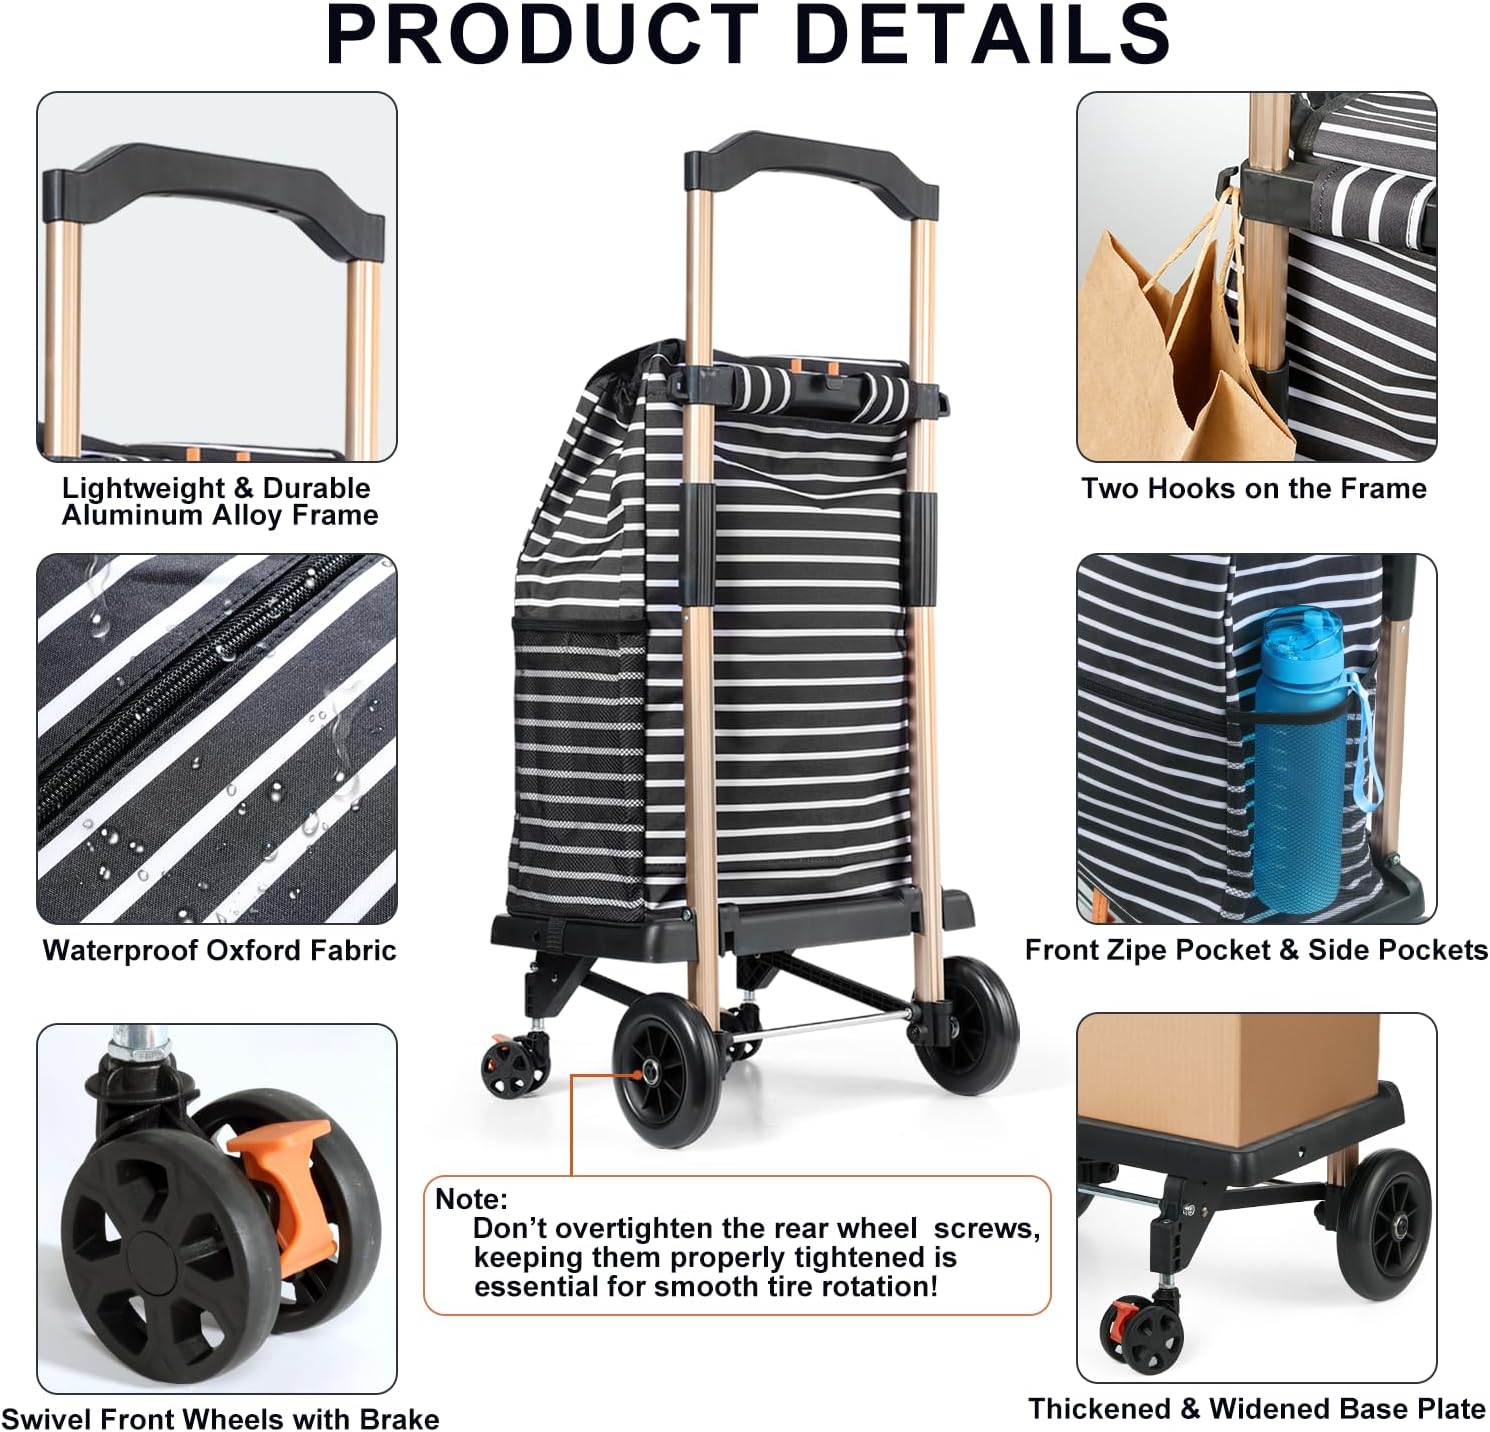 PRODUCT DETAILS
Lightweight & Durable
Aluminum Alloy Frame
Two Hooks on the Frame
Waterproof Oxford Fabric
Front Zipe Pocket & Side Pockets
Note:
Don't overtighten the rear wheel screws,
keeping them properly tightened is
essential for smooth tire rotation!
Swivel Front Wheels with Brake
Thickened & Widened Base Plate